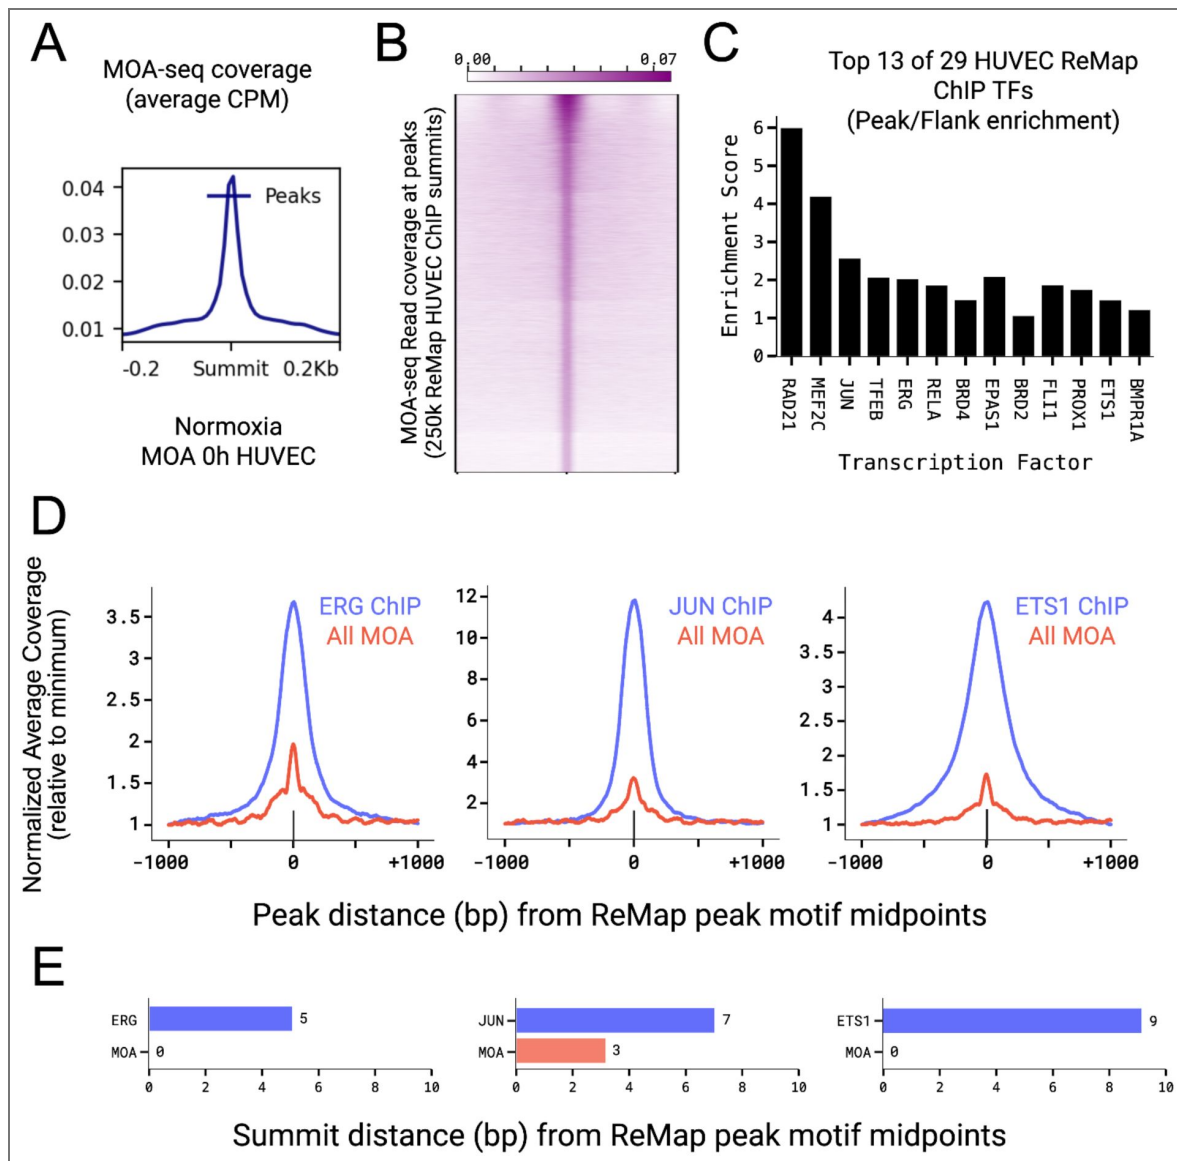 A
MOA-seq coverage
(average CPM)
0.04
0.03
0.02
0.01
Peaks
-0.2
Summit
0.2Kb
Normoxia
MOA 0h HUVEC
B
0.00
0.07
MOA-seq Read coverage at peaks
(250k ReMap HUVEC ChIP summits)
C
Top 13 of 29 HUVEC ReMap
ChIP TFs
(Peak/Flank enrichment)
Enrichment Score
6
5
4
3
2
1
0
RAD21
MEF2C
JUN
TFEB
ERG
RELA
BRD4
EPAS1
BRD2
FLI1
PROX1
ETS1
BMPR1A
Transcription Factor
D
Normalized Average Coverage
(relative to minimum)
ERG ChIP
All MOA
3.5
3
2.5
2
1.5
1
-1000
0
+1000
JUN ChIP
All MOA
12
10
8
6
4
2
-1000
0
+1000
ETS1 ChIP
All MOA
4
3.5
3
2.5
2
1.5
1
-1000
0
+1000
Peak distance (bp) from ReMap peak motif midpoints
E
ERG
5
MOA
0
0 2 4 6 8 10
JUN
7
MOA
3
0 2 4 6 8 10
ETS1
9
MOA
0
0 2 4 6 8 10
Summit distance (bp) from ReMap peak motif midpoints